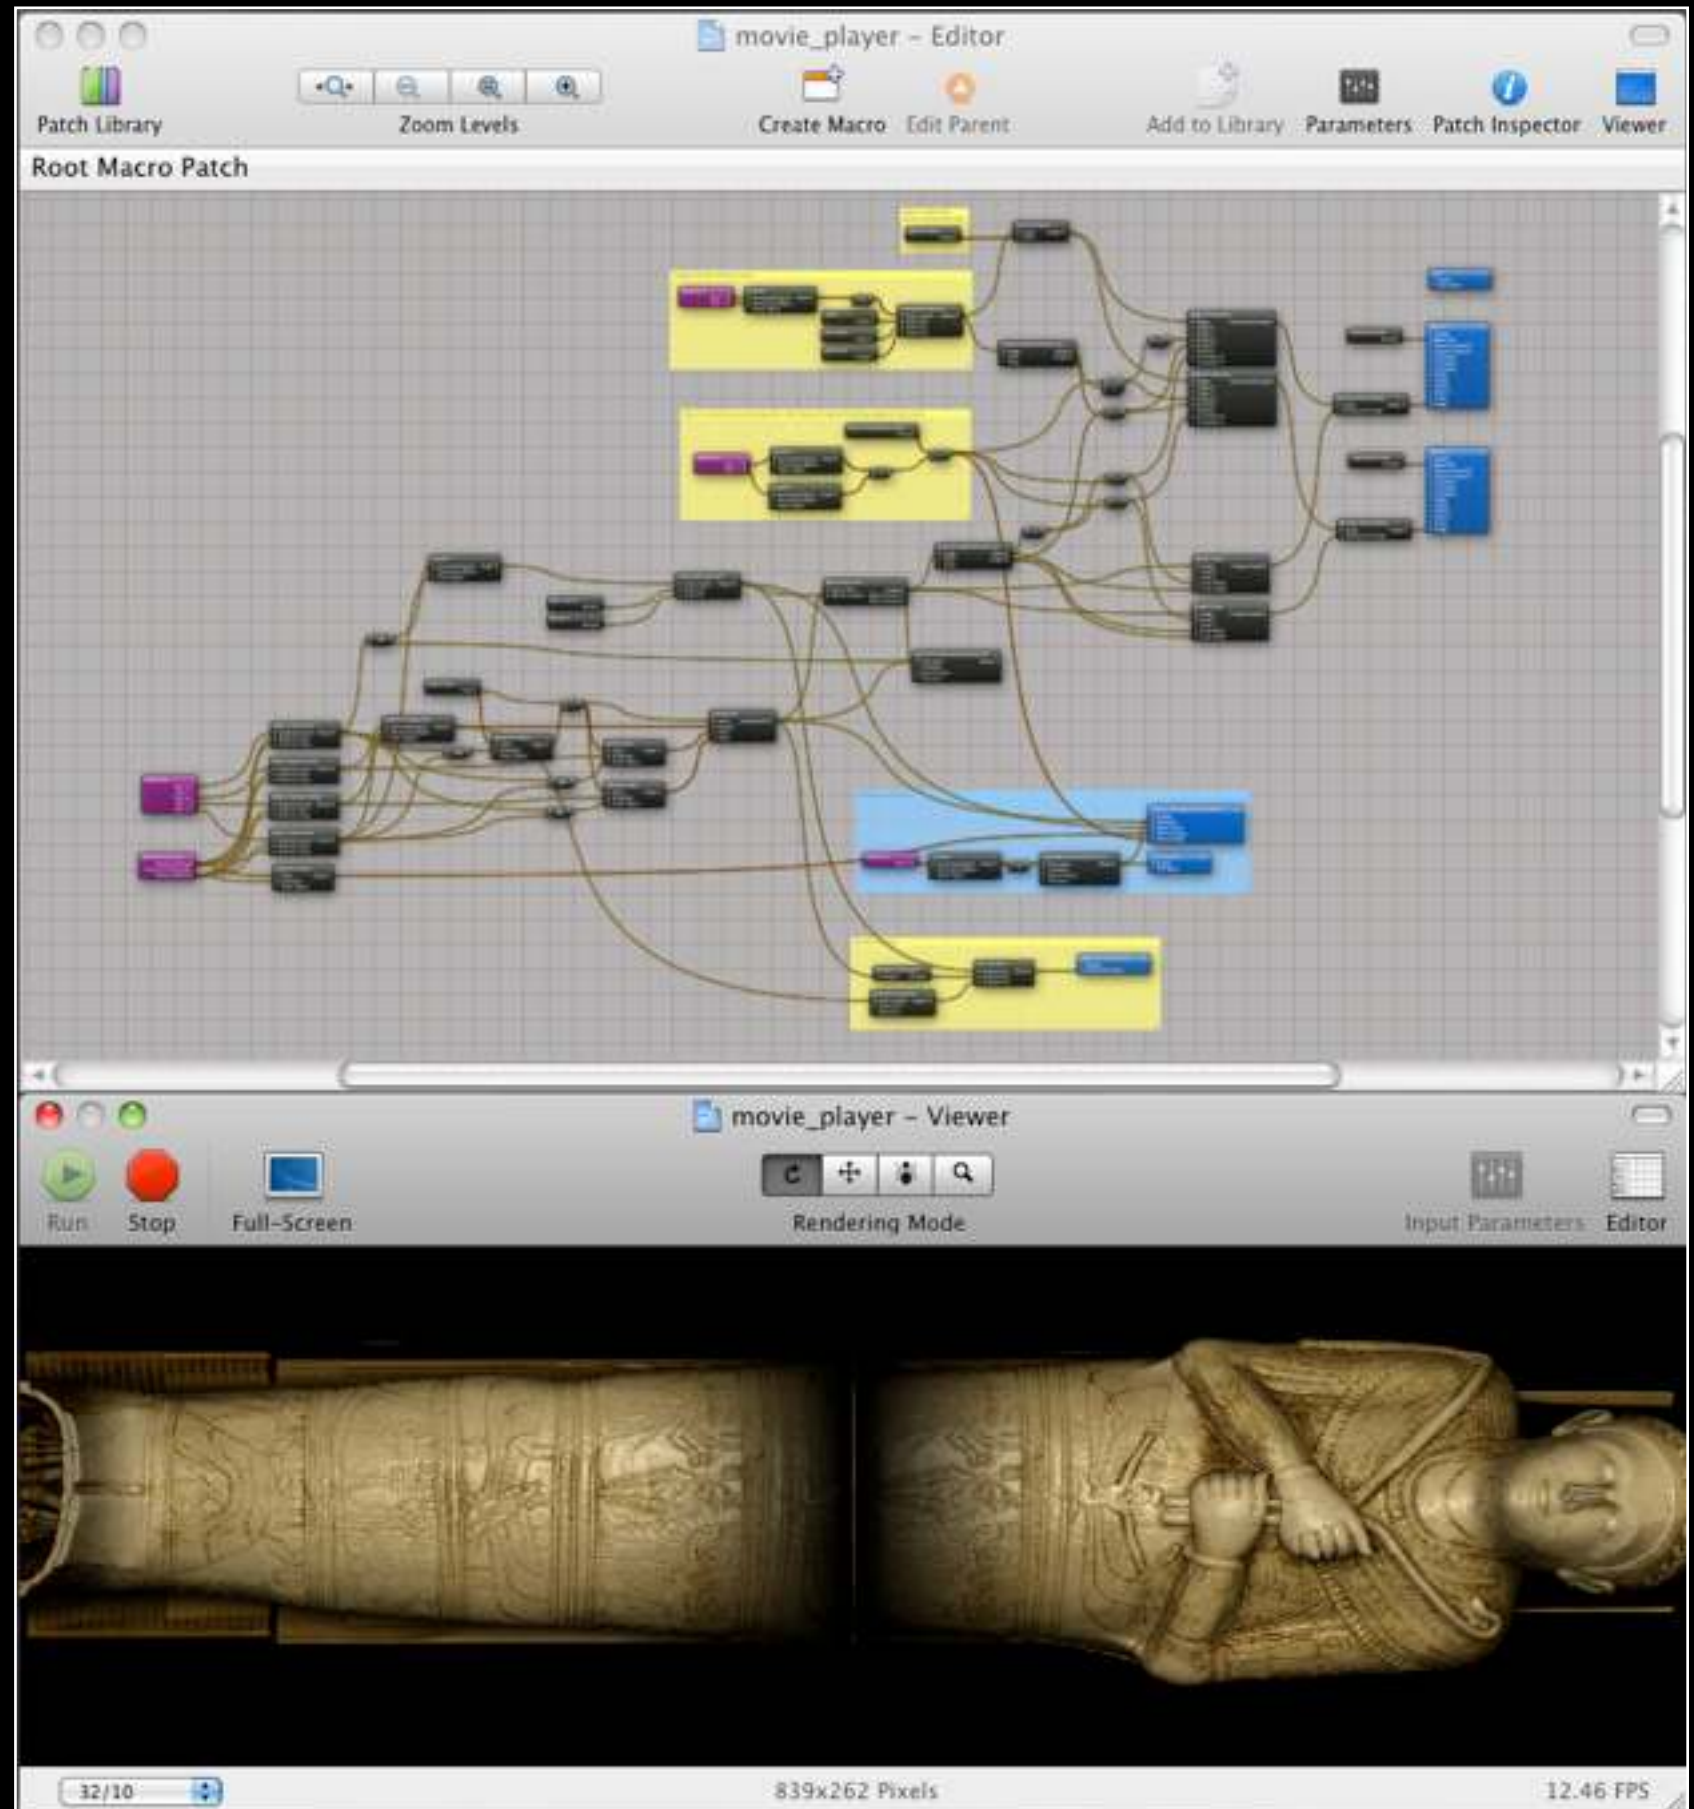 movie_player – Editor
Patch Library
Zoom Levels
Create Macro
Edit Parent
Add to Library
Parameters
Patch Inspector
Viewer
Root Macro Patch
movie_player – Viewer
Run
Stop
Full-Screen
Rendering Mode
Input Parameters
Editor
32/10
839x262 Pixels
12.46 FPS